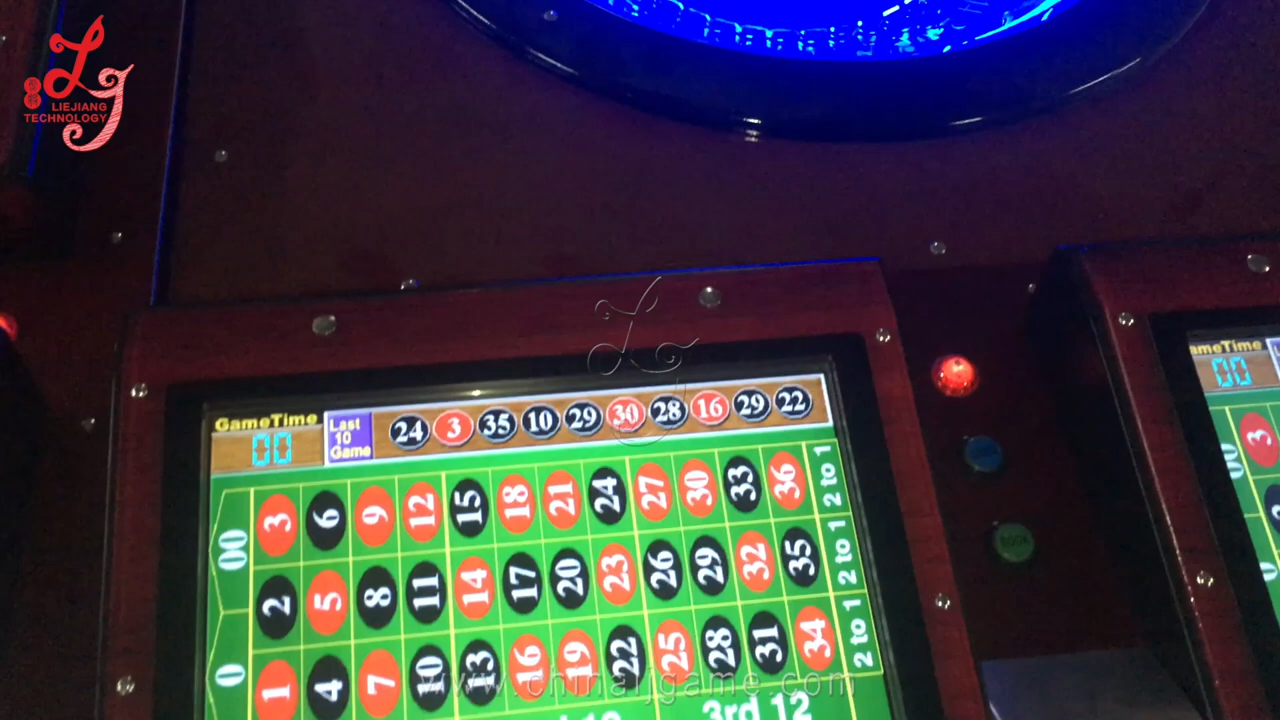 LIEJIANG
TECHNOLOGY
GameTime
00
Last
10
Game
24 3 35 10 29 30 28 16 29 22
00
3 6 9 12 15 18 21 24 27 30 33 36 2 to 1
2 5 8 11 14 17 20 23 26 29 32 35 2 to 1
0
1 4 7 10 13 16 19 22 25 28 31 34 2 to 1
3rd 12
www.chinaljgame.com
ameTime
00
3